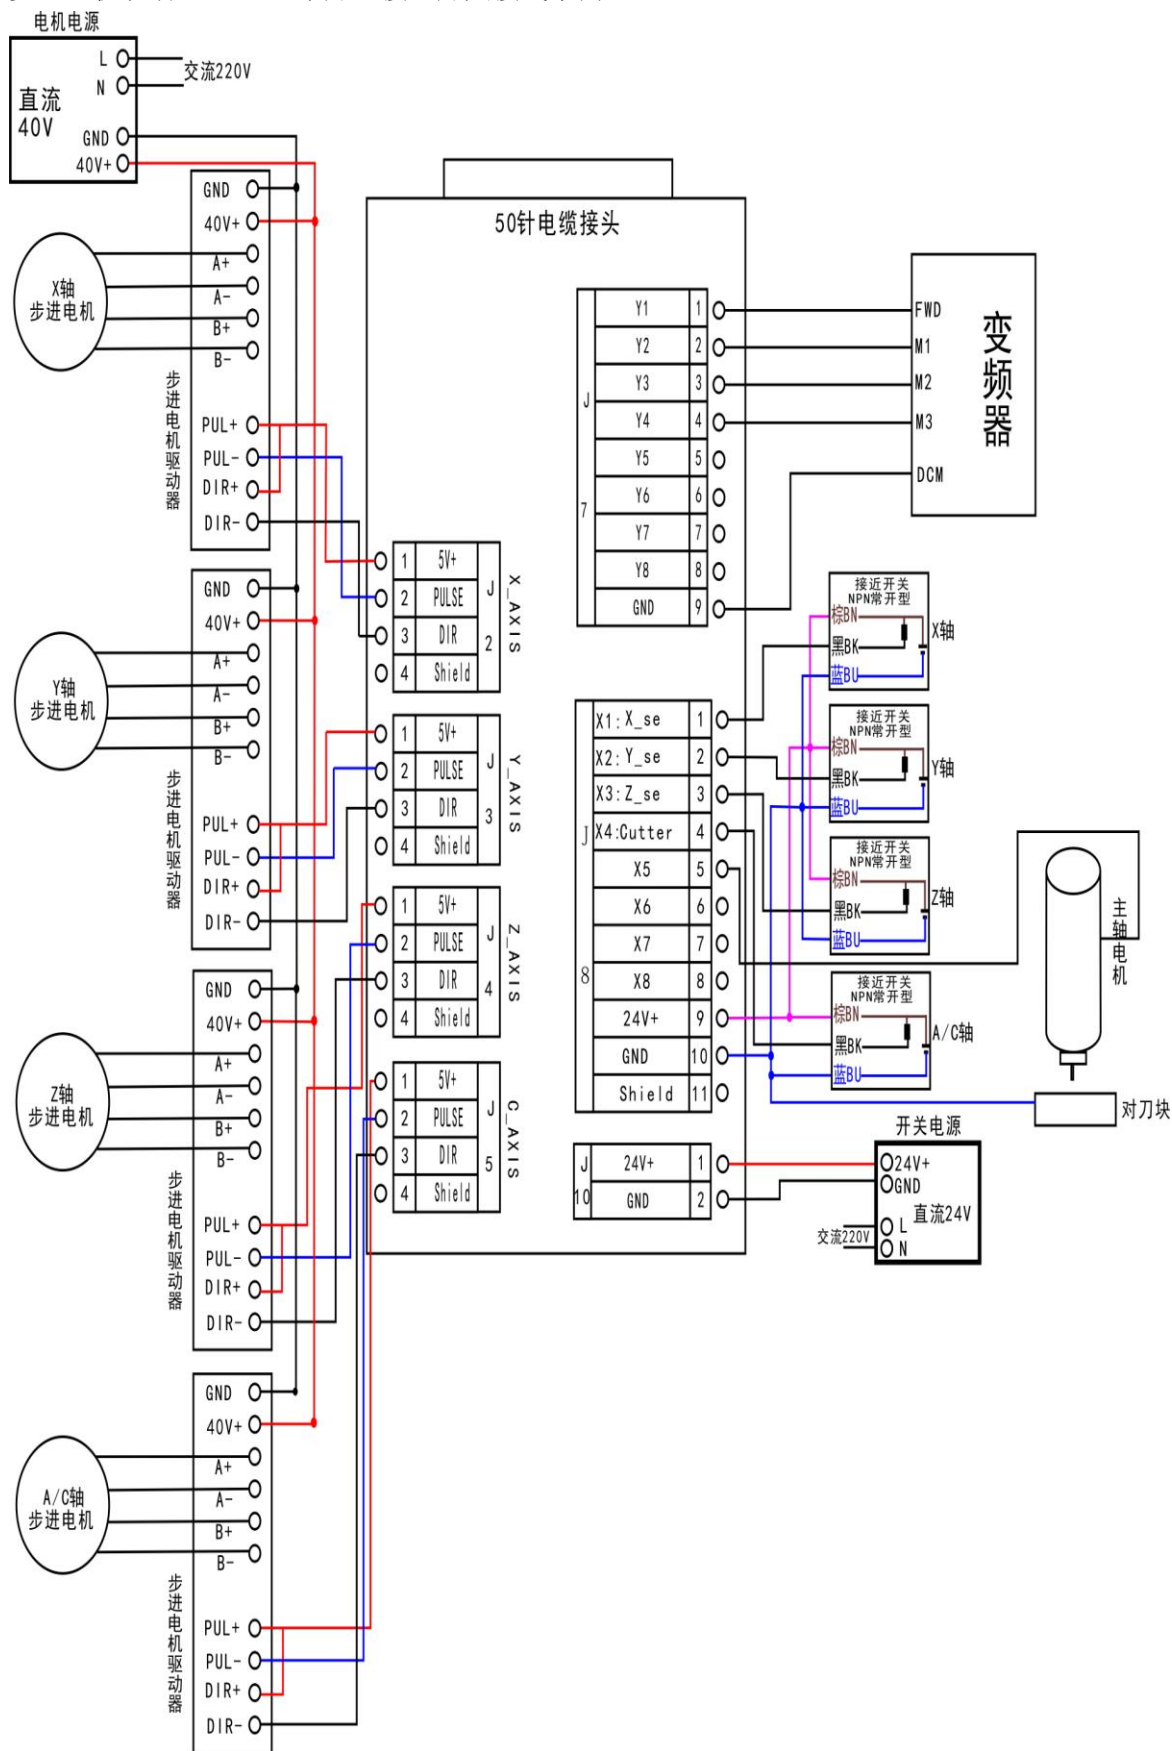 电机电源
L
N
交流220V
直流
40V
GND
40V+
GND
40V+
A+
A-
B+
B-
X轴
步进电机
步进电机驱动器
PUL+
PUL-
DIR+
DIR-
GND
40V+
A+
A-
B+
B-
Y轴
步进电机
步进电机驱动器
PUL+
PUL-
DIR+
DIR-
GND
40V+
A+
A-
B+
B-
Z轴
步进电机
步进电机驱动器
PUL+
PUL-
DIR+
DIR-
GND
40V+
A+
A-
B+
B-
A/C轴
步进电机
步进电机驱动器
PUL+
PUL-
DIR+
DIR-
50针电缆接头
1 5V+
2 PULSE
3 DIR
4 Shield
J 2
X_AXIS
1 5V+
2 PULSE
3 DIR
4 Shield
J 3
Y_AXIS
1 5V+
2 PULSE
3 DIR
4 Shield
J 4
Z_AXIS
1 5V+
2 PULSE
3 DIR
4 Shield
J 5
C_AXIS
J 7
Y1 1
Y2 2
Y3 3
Y4 4
Y5 5
Y6 6
Y7 7
Y8 8
GND 9
J 8
X1:X_se 1
X2:Y_se 2
X3:Z_se 3
X4:Cutter 4
X5 5
X6 6
X7 7
X8 8
24V+ 9
GND 10
Shield 11
J 10
24V+ 1
GND 2
FWD
M1
M2
M3
DCM
变频器
接近开关
NPN常开型
棕BN
黑BK
蓝BU
X轴
接近开关
NPN常开型
棕BN
黑BK
蓝BU
Y轴
接近开关
NPN常开型
棕BN
黑BK
蓝BU
Z轴
接近开关
NPN常开型
棕BN
黑BK
蓝BU
A/C轴
主轴电机
对刀块
开关电源
24V+
GND
直流24V
交流220V
L
N